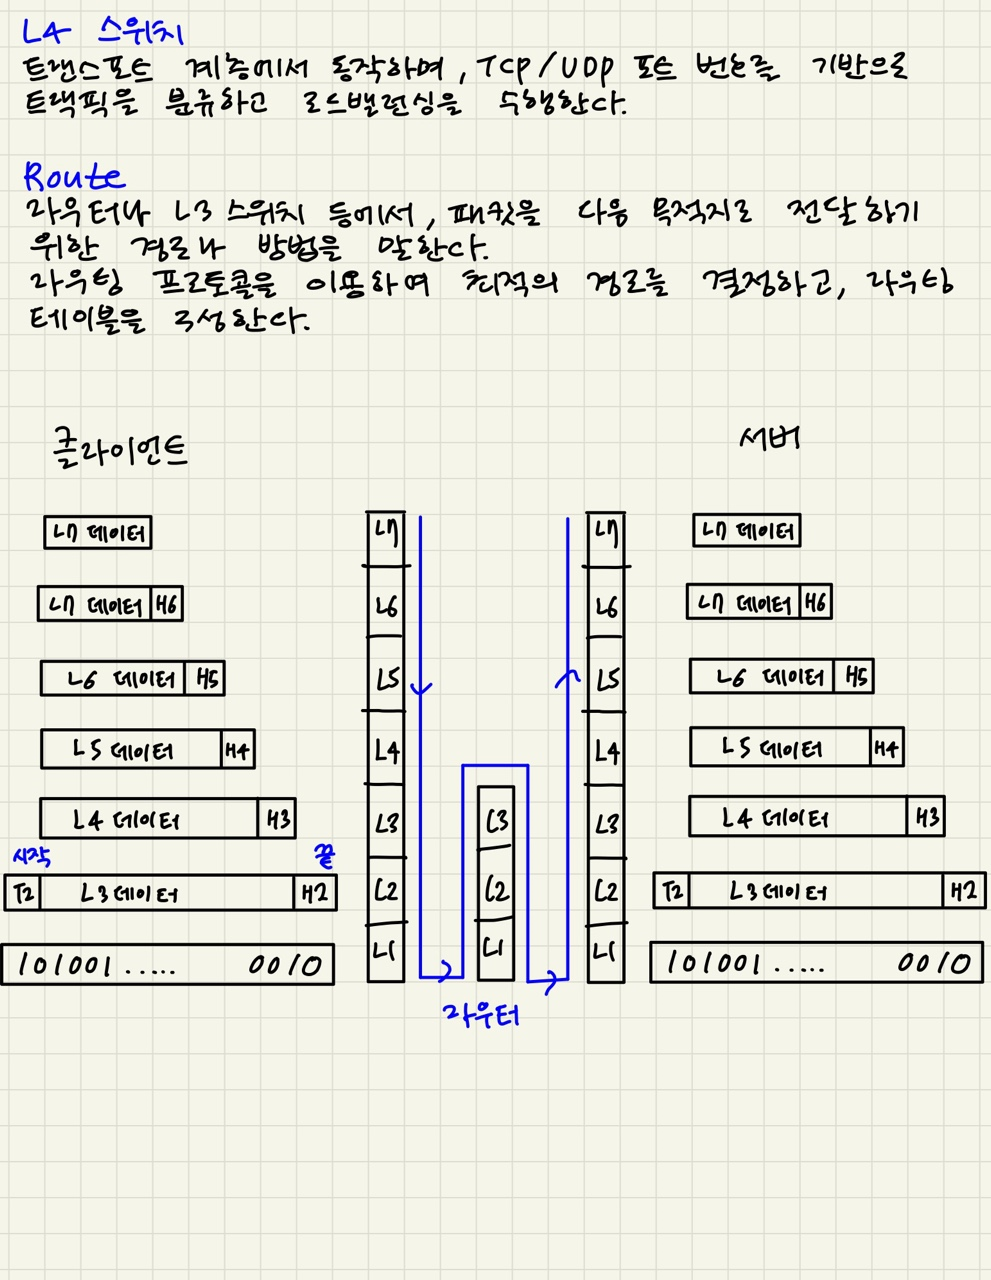 L4 스위치
트랜스포트 계층에서 동작하여, TCP/UDP 포트 번호를 기반으로
트래픽을 분류하고 로드밸런싱을 수행한다.
Route
라우터나 L3 스위치 등에서, 패킷을 다음 목적지로 전달하기
위한 경로나 방법을 말한다.
라우팅 프로토콜을 이용하여 최적의 경로를 결정하고, 라우팅
테이블을 구성한다.
클라이언트
서버
L7 데이터
L7 데이터 H6
L6 데이터 H5
L5 데이터 H4
L4 데이터 H3
시작 끝
T2 L3데이터 H2
101001 ..... 0010
L7
L6
L5
L4
L3
L2
L1
L3
L2
L1
라우터
L7
L6
L5
L4
L3
L2
L1
L7 데이터
L7 데이터 H6
L6 데이터 H5
L5 데이터 H4
L4 데이터 H3
T2 L3데이터 H2
101001 ..... 0010